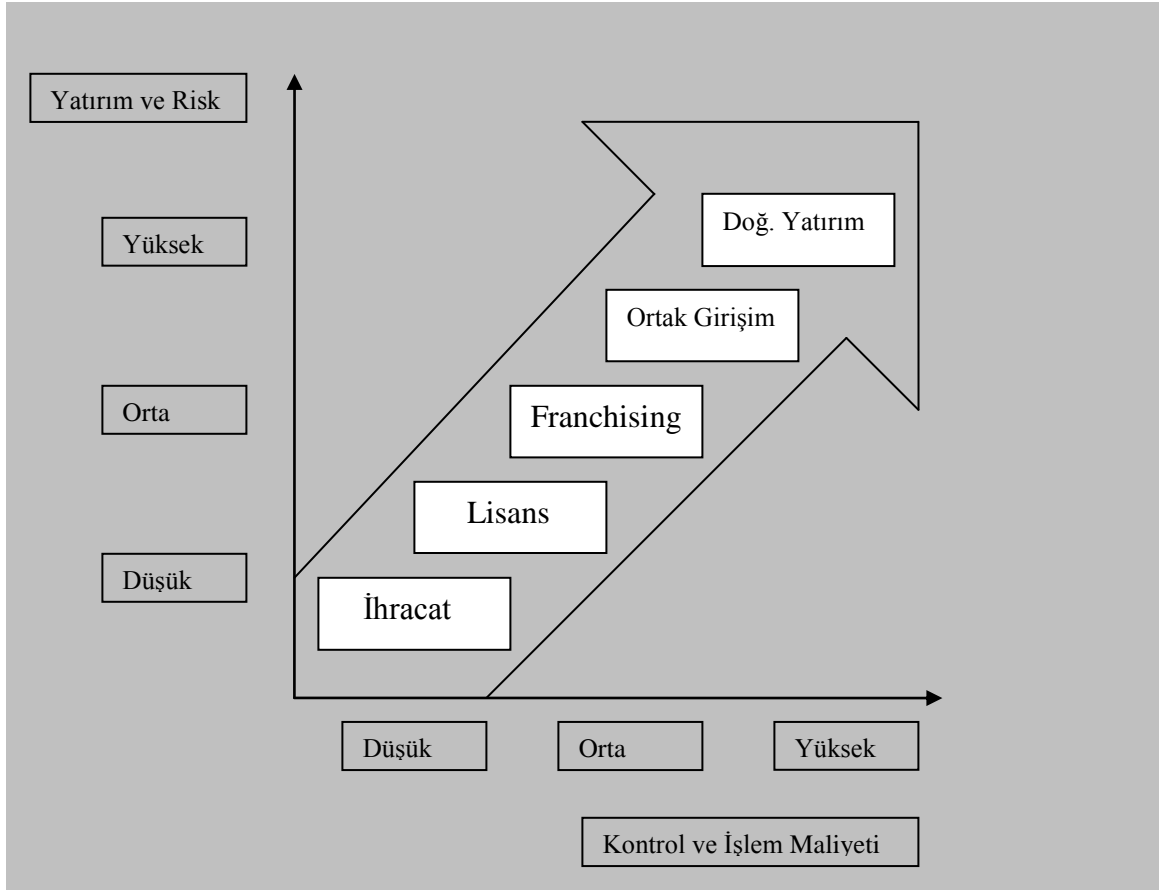 Yatırım ve Risk
Doğ. Yatırım
Yüksek
Ortak Girişim
Orta
Franchising
Lisans
Düşük
İhracat
Düşük
Orta
Yüksek
Kontrol ve İşlem Maliyeti